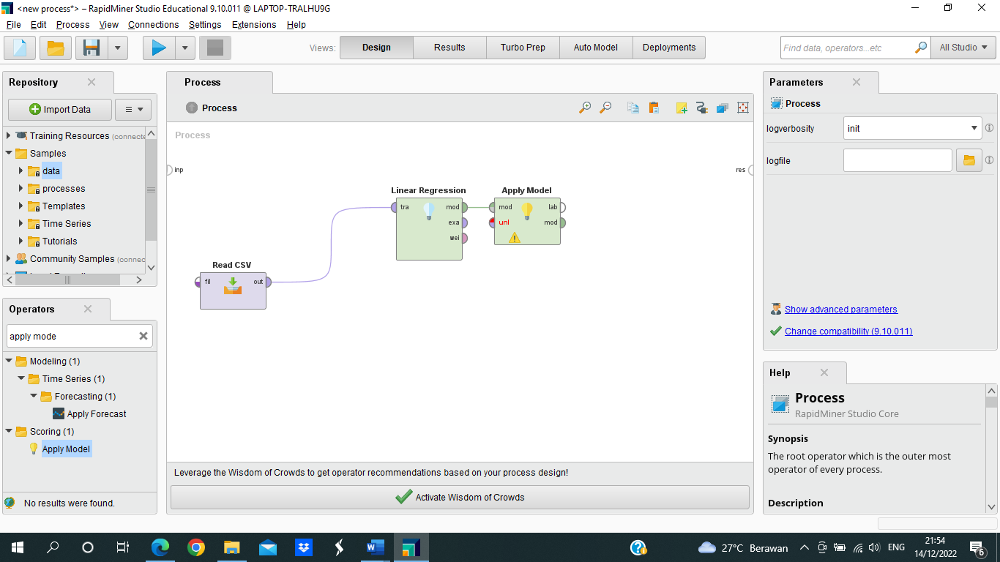 <new process*> – RapidMiner Studio Educational 9.10.011 @ LAPTOP-TRALHU9G
File Edit Process View Connections Settings Extensions Help
Views: Design Results Turbo Prep Auto Model Deployments
Find data, operators...etc
All Studio
Repository
Import Data
Training Resources (connecte
Samples
data
processes
Templates
Time Series
Tutorials
Community Samples (connec
Operators
apply mode
Modeling (1)
Time Series (1)
Forecasting (1)
Apply Forecast
Scoring (1)
Apply Model
No results were found.
Process
Process
Process
inp
res
Linear Regression
tra mod
exa
wei
Apply Model
mod lab
unl mod
Read CSV
fil out
Leverage the Wisdom of Crowds to get operator recommendations based on your process design!
Activate Wisdom of Crowds
Parameters
Process
logverbosity init
logfile
Show advanced parameters
Change compatibility (9.10.011)
Help
Process
RapidMiner Studio Core
Synopsis
The root operator which is the outer most
operator of every process.
Description
27°C Berawan
ENG
21:54
14/12/2022
6